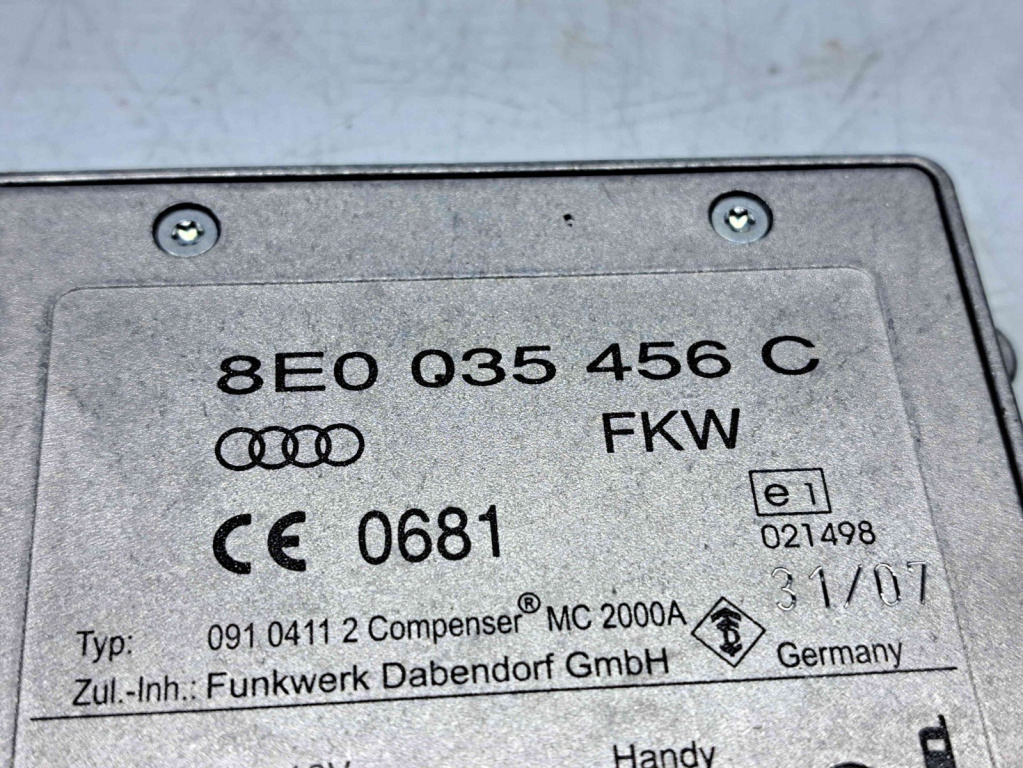 8E0 035 456 C
FKW
CE 0681
e1
021498
31/07
Typ: 091 0411 2 Compenser® MC 2000A
Zul.-Inh.: Funkwerk Dabendorf GmbH
Germany
Handy